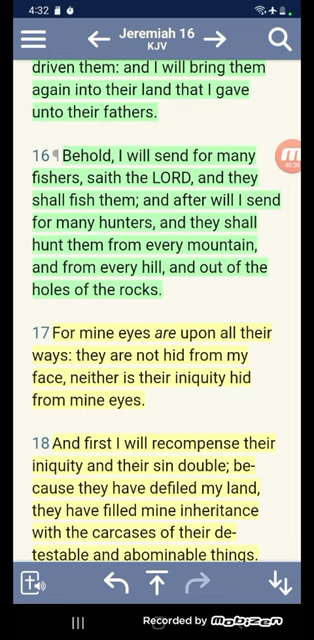 4:32
Jeremiah 16
KJV
driven them: and I will bring them
again into their land that I gave
unto their fathers.
16 ¶ Behold, I will send for many
fishers, saith the LORD, and they
shall fish them; and after will I send
for many hunters, and they shall
hunt them from every mountain,
and from every hill, and out of the
holes of the rocks.
17 For mine eyes are upon all their
ways: they are not hid from my
face, neither is their iniquity hid
from mine eyes.
18 And first I will recompense their
iniquity and their sin double; be-
cause they have defiled my land,
they have filled mine inheritance
with the carcases of their de-
testable and abominable things.
Recorded by mobizen